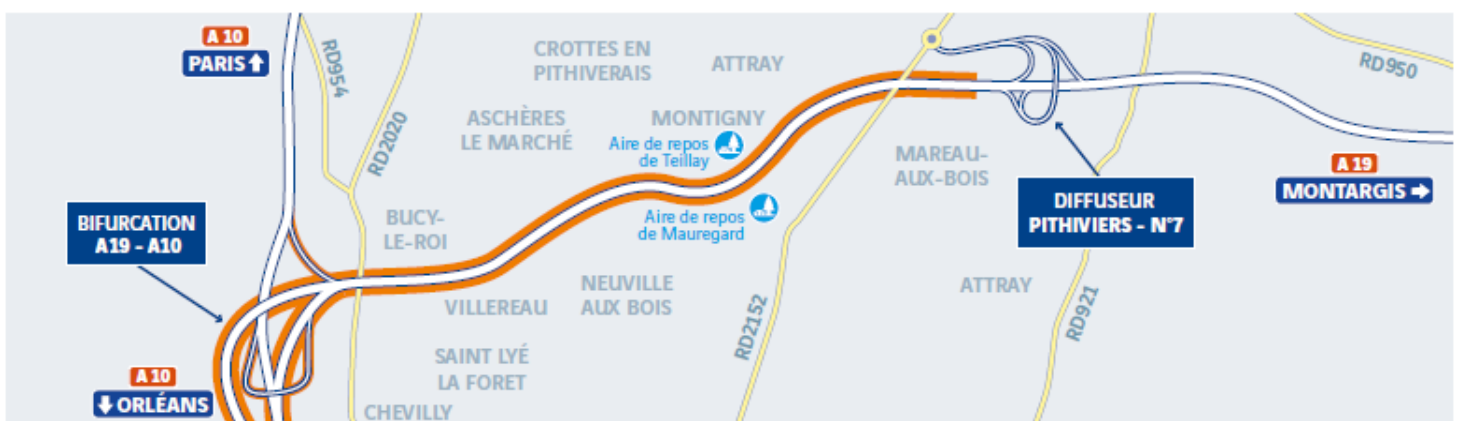 A 10
PARIS ↑
RD954
RD2020
CROTTES EN
PITHIVERAIS
ATTRAY
ASCHÈRES
LE MARCHÉ
MONTIGNY
Aire de repos
de Teillay
Aire de repos
de Mauregard
MAREAU-
AUX-BOIS
RD950
A 19
MONTARGIS →
DIFFUSEUR
PITHIVIERS - N°7
BIFURCATION
A19 - A10
BUCY-
LE-ROI
VILLEREAU
NEUVILLE
AUX BOIS
RD2152
ATTRAY
RD921
SAINT LYÉ
LA FORET
A 10
↓ ORLÉANS
CHEVILLY